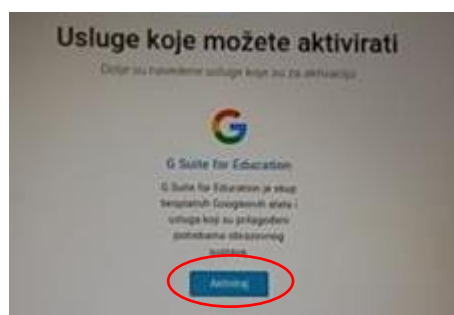 Usluge koje možete aktivirati
Dolje su navedene usluge koje su za aktivaciju
G
G Suite for Education
G Suite for Education je skup
besplatnih Googleovih alata i
usluga koji su prilagođeni
potrebama obrazovnog
sustava.
Aktiviraj